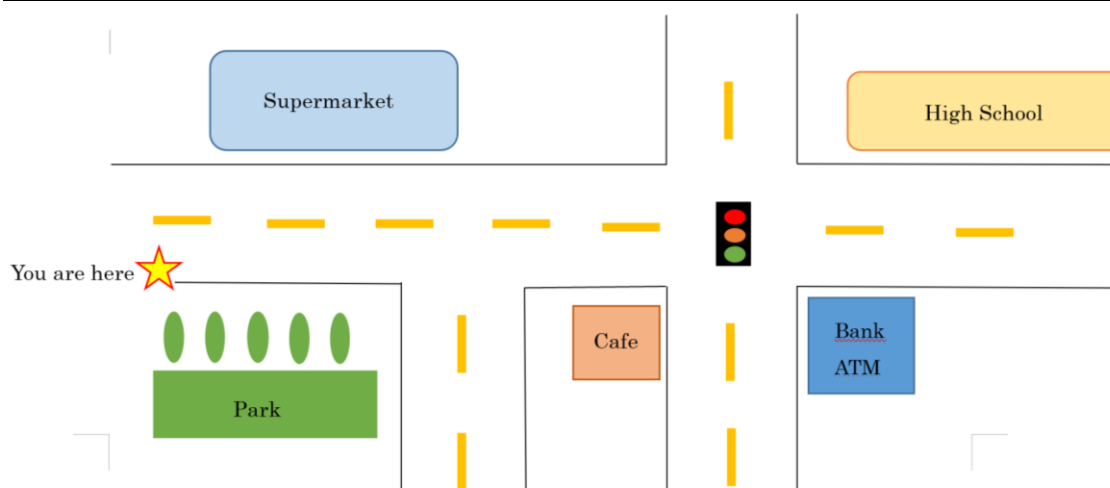 Supermarket
High School
You are here
Cafe
Bank
ATM
Park